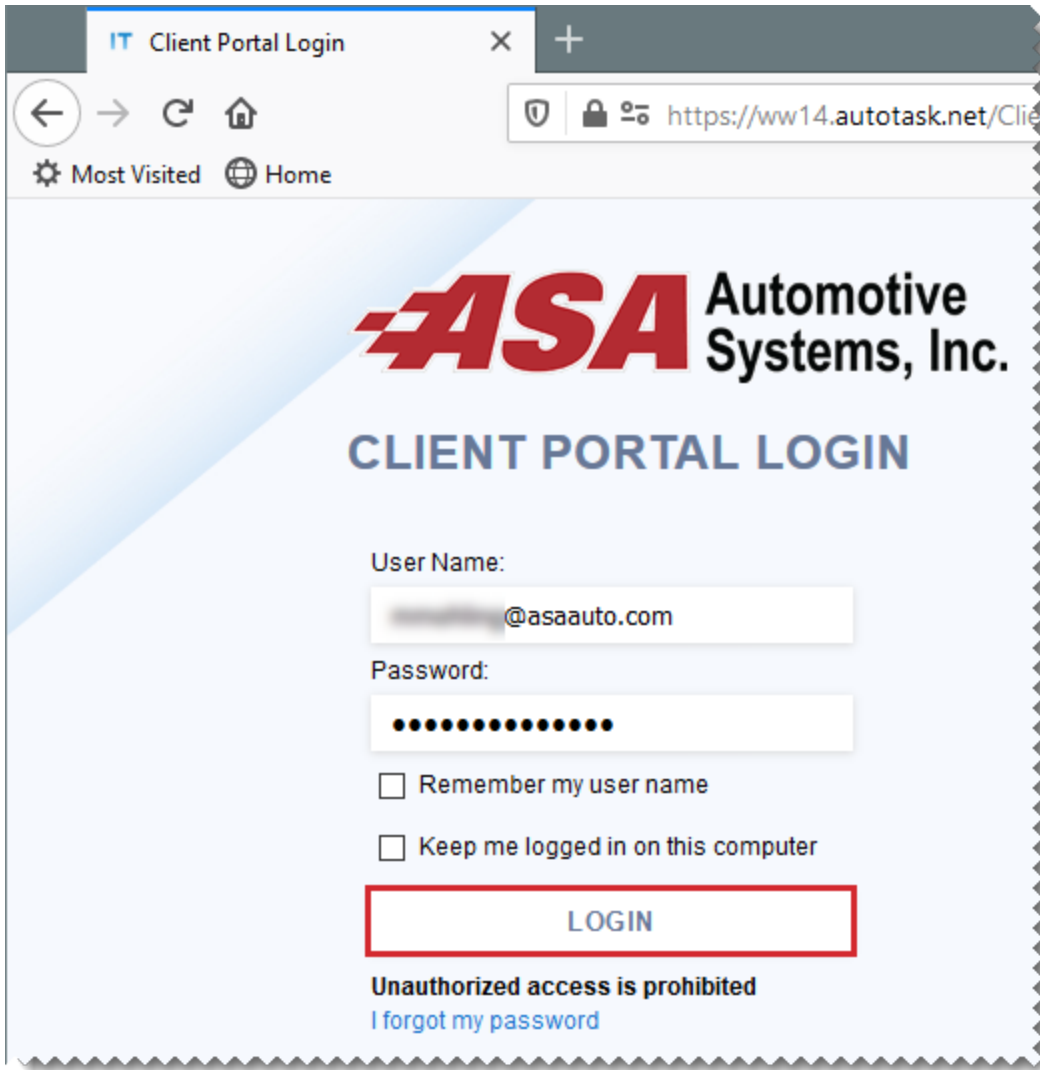 IT Client Portal Login
https://ww14.autotask.net/Clie
Most Visited Home
ASA Automotive
Systems, Inc.
CLIENT PORTAL LOGIN
User Name:
@asaauto.com
Password:
••••••••••••••
Remember my user name
Keep me logged in on this computer
LOGIN
Unauthorized access is prohibited
I forgot my password